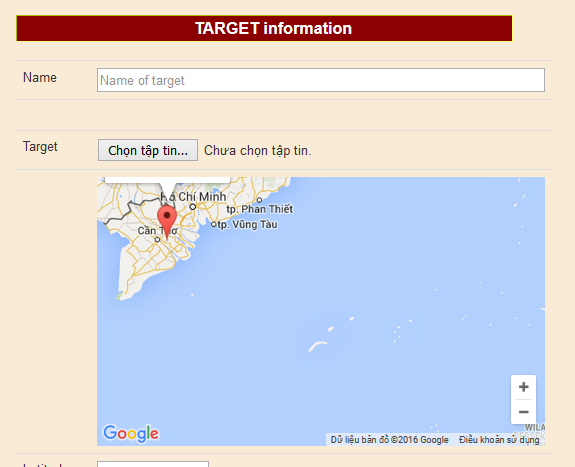 TARGET information
Name
Name of target
Target
Chọn tập tin...
Chưa chọn tập tin.
Hồ Chí Minh
tp. Phan Thiết
tp. Vũng Tàu
Cần Thơ
+
−
Google
Dữ liệu bản đồ ©2016 Google
Điều khoản sử dụng